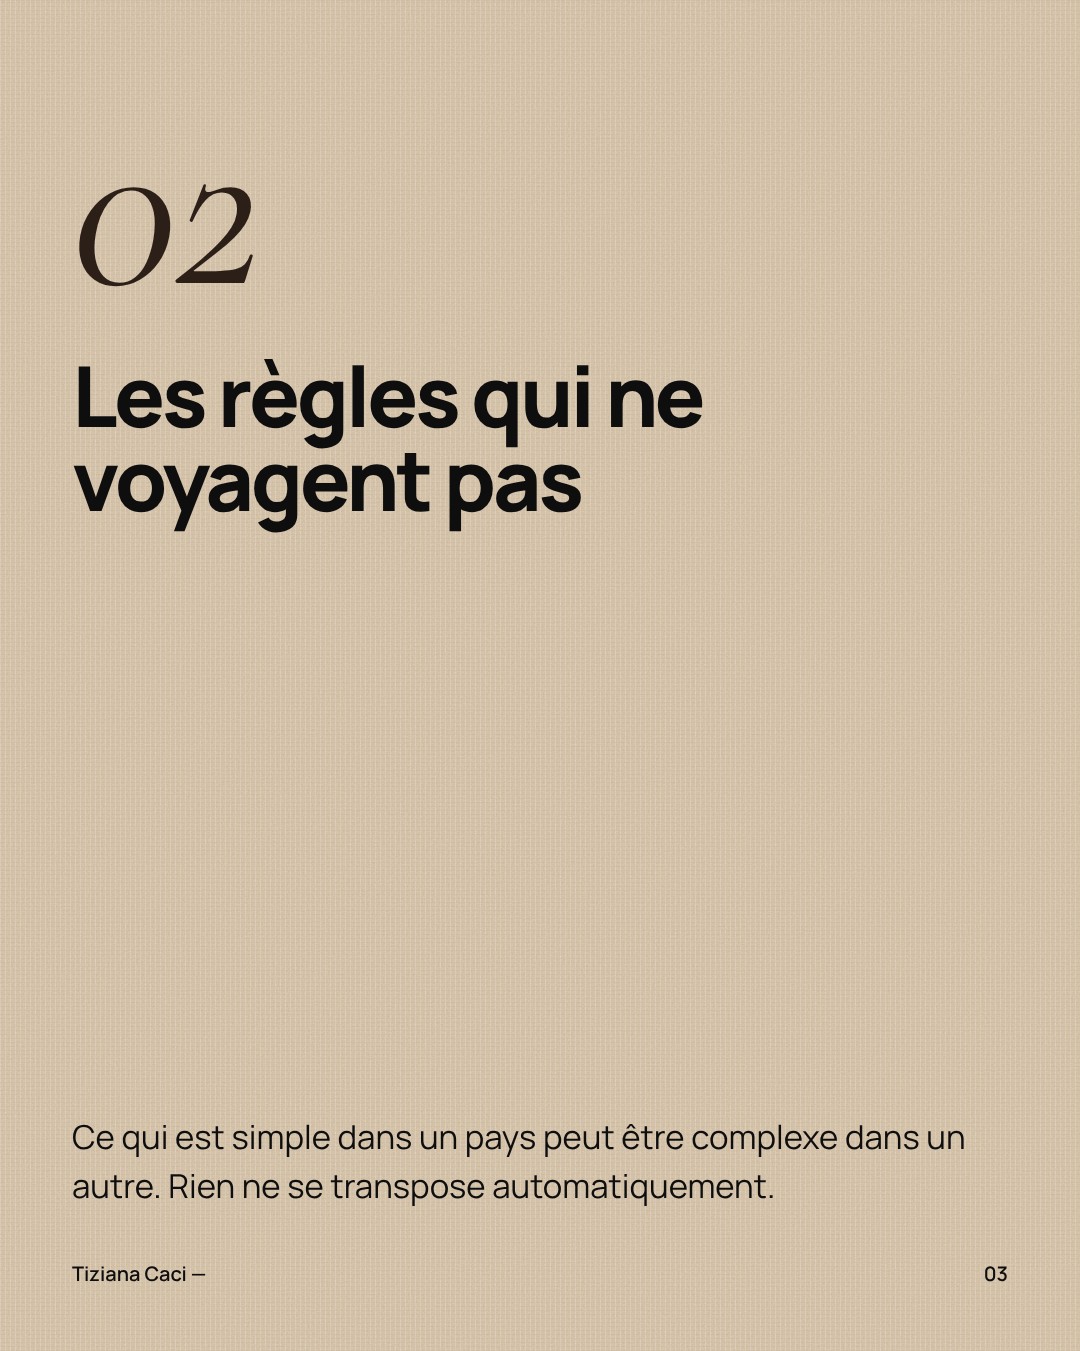 02
Les règles qui ne
voyagent pas
Ce qui est simple dans un pays peut être complexe dans un
autre. Rien ne se transpose automatiquement.
Tiziana Caci —
03